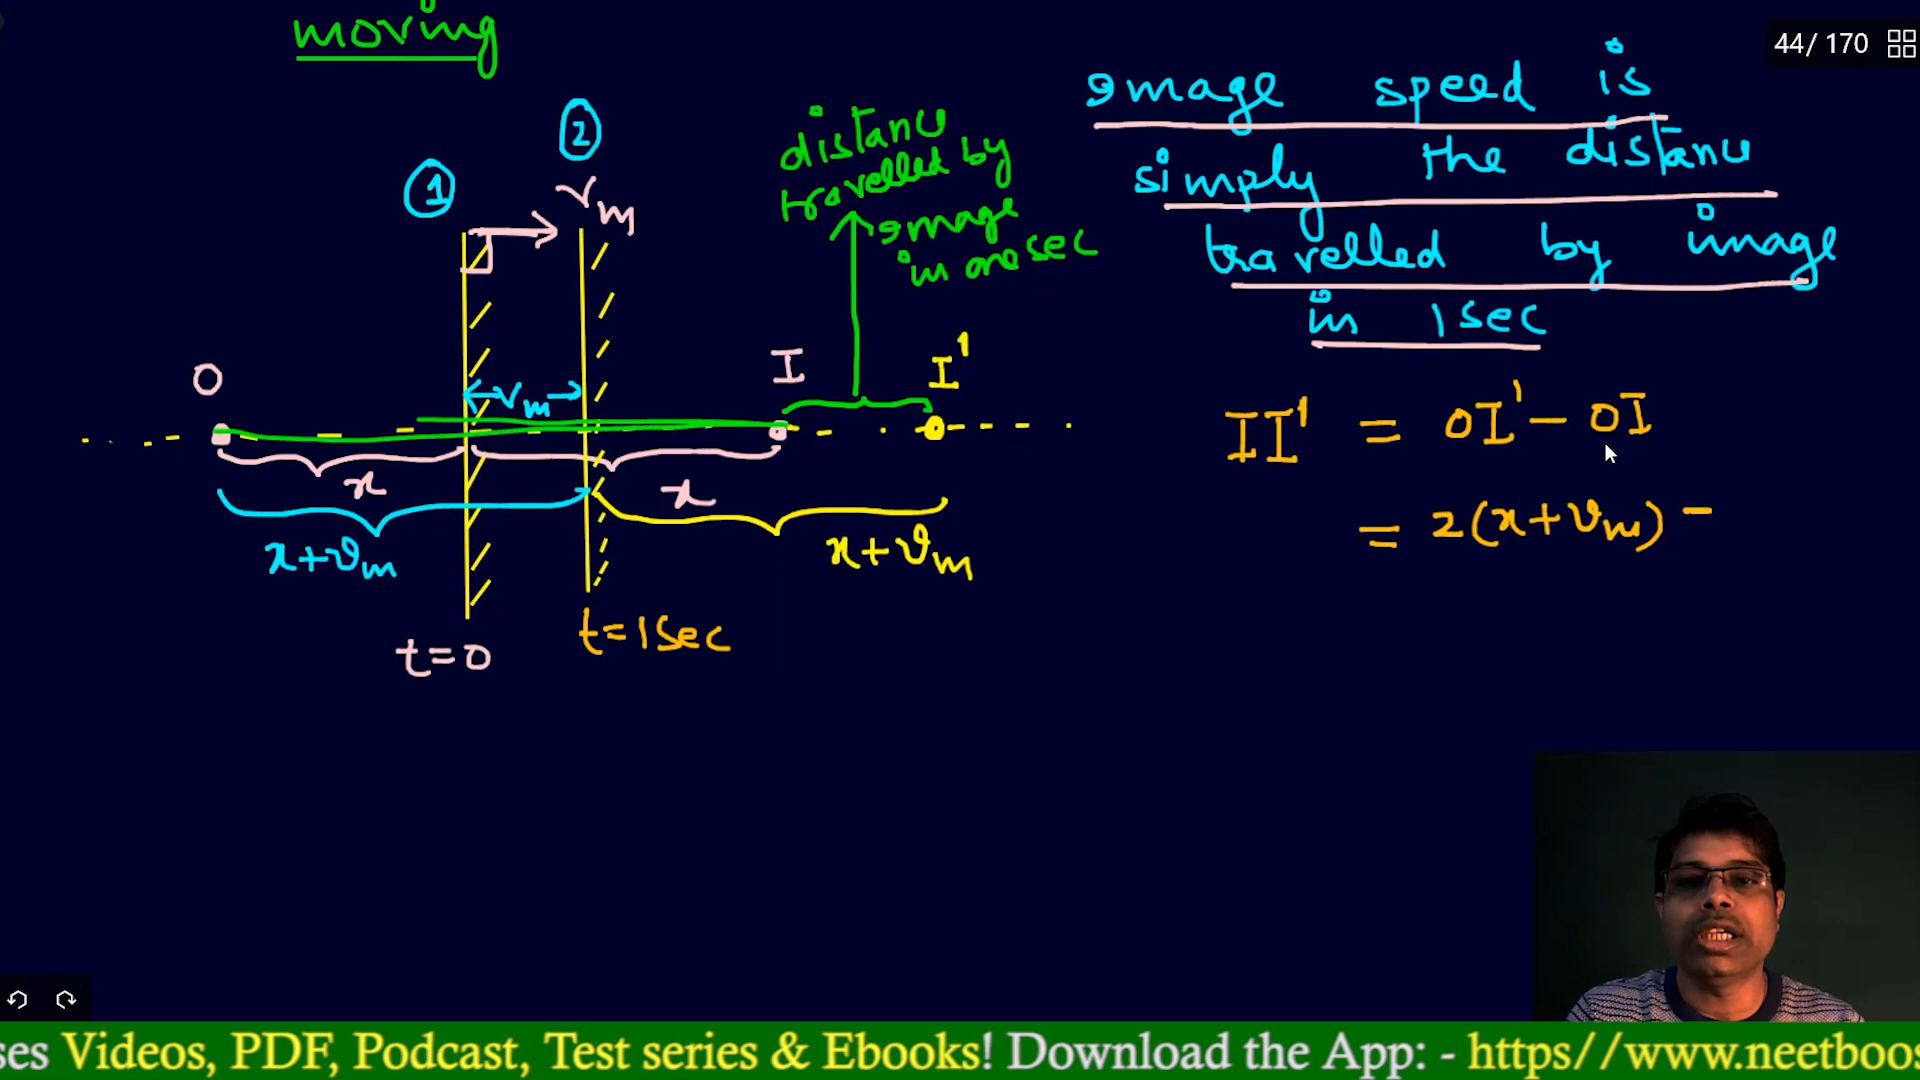 moving
44/ 170
Image speed is
simply the distance
travelled by image
in 1sec
①
②
Vm
distance
travelled by
Image
in one sec
O
Vm
I
I'
x
x
x+vm
x+vm
t=0
t=1sec
II' = OI' - OI
= 2(x+vm) -
ses Videos, PDF, Podcast, Test series & Ebooks! Download the App: - https//www.neetboos